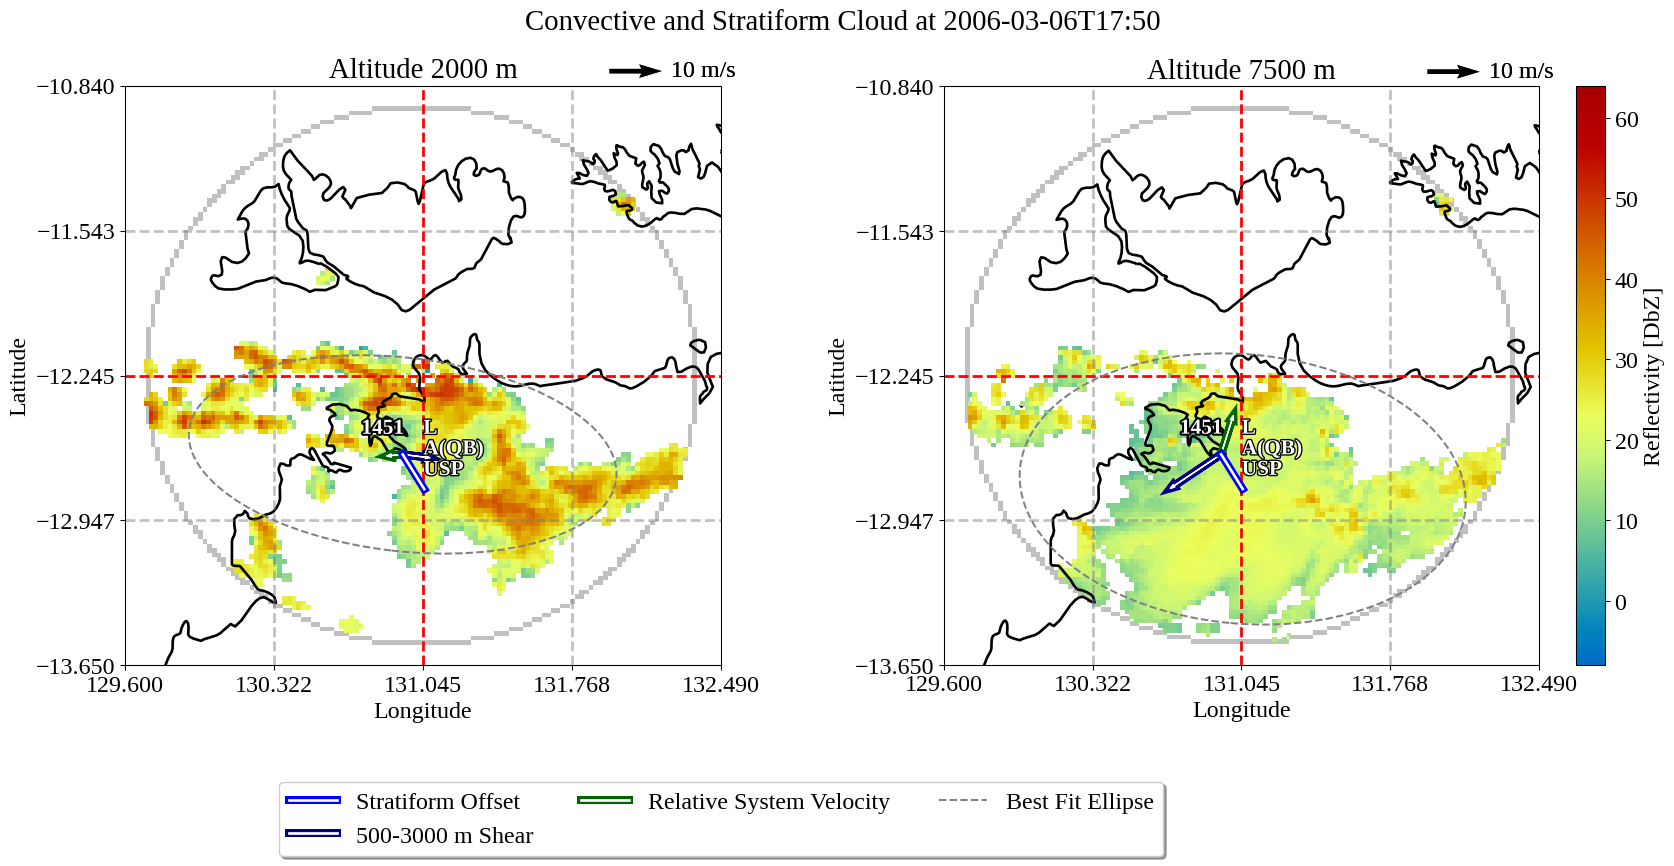 Convective and Stratiform Cloud at 2006-03-06T17:50
Altitude 2000 m
10 m/s
Altitude 7500 m
10 m/s
−10.840
−11.543
−12.245
−12.947
−13.650
129.600
130.322
131.045
131.768
132.490
Latitude
Longitude
1451
L
A(QB)
USP
−10.840
−11.543
−12.245
−12.947
−13.650
129.600
130.322
131.045
131.768
132.490
Latitude
Longitude
1451
L
A(QB)
USP
60
50
40
30
20
10
0
Reflectivity [DbZ]
Stratiform Offset
500-3000 m Shear
Relative System Velocity
Best Fit Ellipse